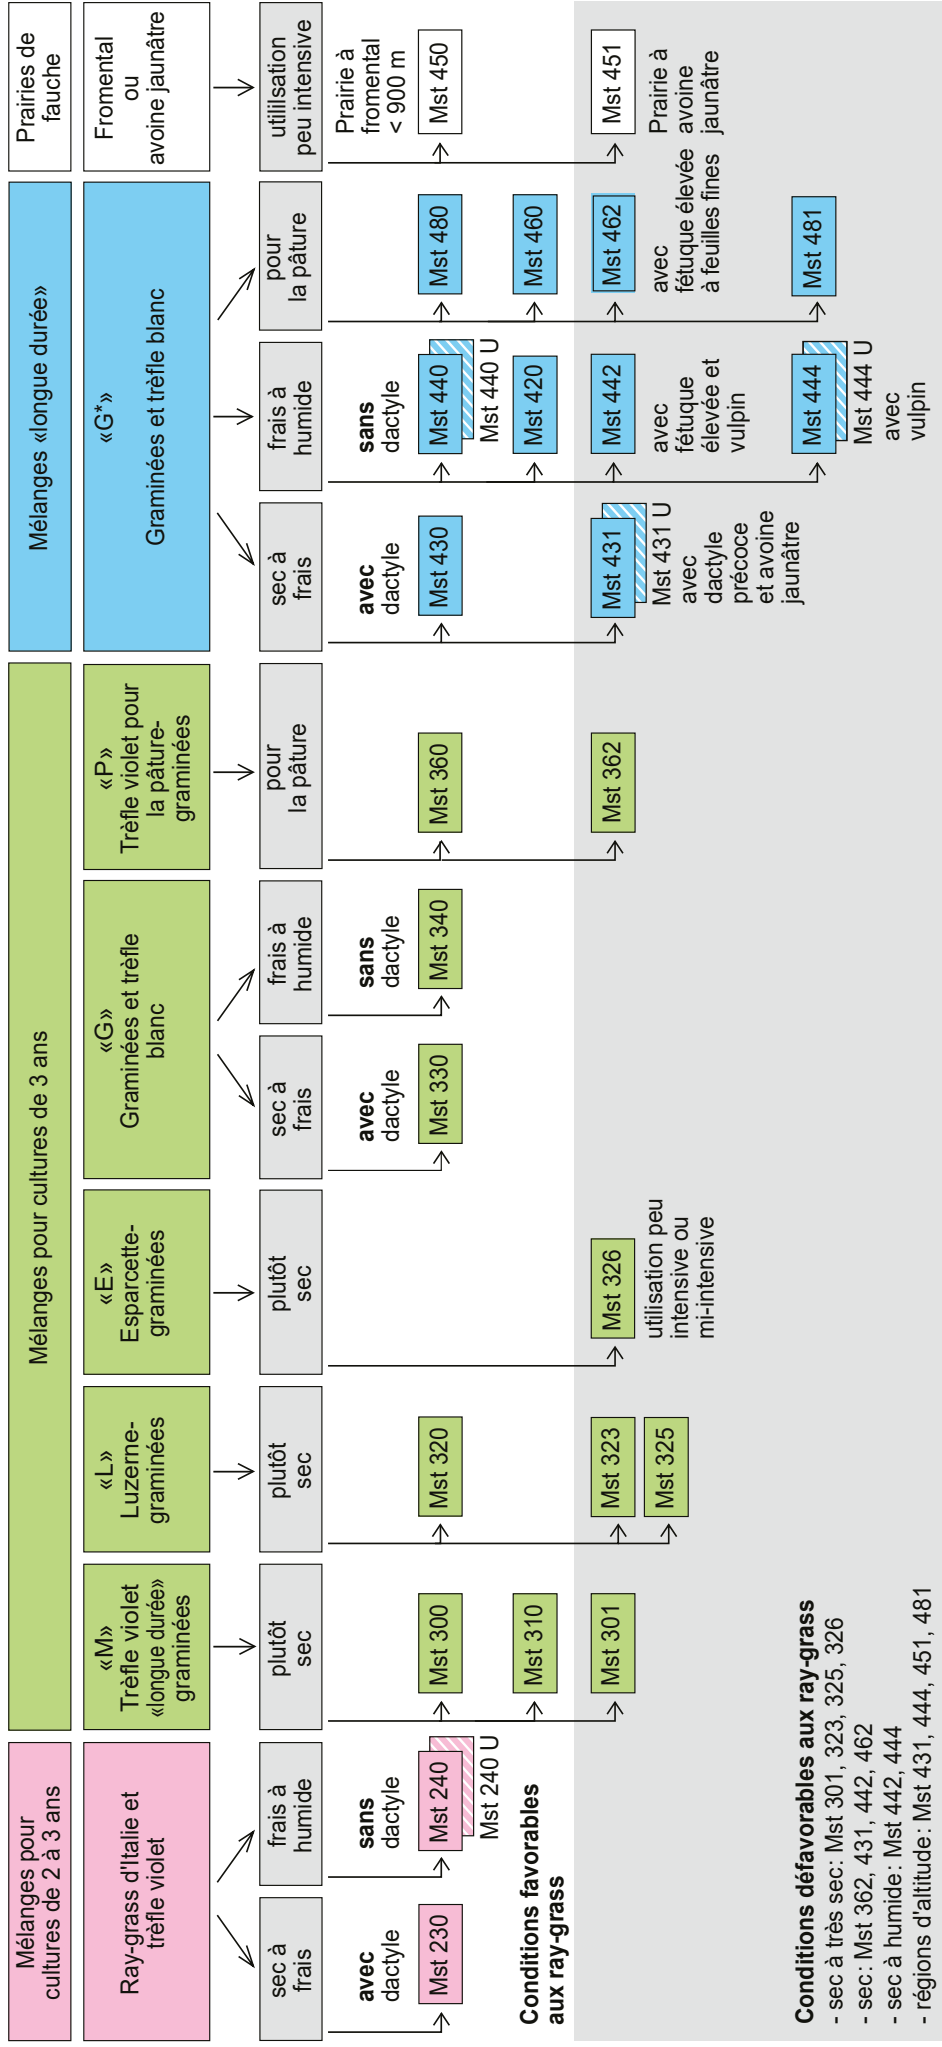 Mélanges pour
cultures de 2 à 3 ans
Mélanges pour cultures de 3 ans
Mélanges «longue durée»
Prairies de
fauche
Ray-grass d'Italie et
trèfle violet
«M»
Trèfle violet
«longue durée»
graminées
«L»
Luzerne-
graminées
«E»
Esparcette-
graminées
«G»
Graminées et trèfle
blanc
«P»
Trèfle violet pour
la pâture-
graminées
«G*»
Graminées et trèfle blanc
Fromental
ou
avoine jaunâtre
sec à
frais
frais à
humide
plutôt
sec
plutôt
sec
plutôt
sec
sec à
frais
frais à
humide
pour
la pâture
sec à
frais
frais à
humide
pour
la pâture
utillisation
peu intensive
avec
dactyle
Mst 230
sans
dactyle
Mst 240
Mst 240 U
Mst 300
Mst 310
Mst 301
Mst 320
Mst 323
Mst 325
Mst 326
utilisation peu
intensive ou
mi-intensive
avec
dactyle
Mst 330
sans
dactyle
Mst 340
Mst 360
Mst 362
avec
dactyle
Mst 430
Mst 431
Mst 431 U
avec
dactyle
précoce
et avoine
jaunâtre
sans
dactyle
Mst 440
Mst 440 U
Mst 420
Mst 442
avec
fétuque
élevée et
vulpin
Mst 444
Mst 444 U
avec
vulpin
Mst 480
Mst 460
Mst 462
avec
fétuque élevée
à feuilles fines
Mst 481
Prairie à
fromental
< 900 m
Mst 450
Mst 451
Prairie à
avoine
jaunâtre
Conditions favorables
aux ray-grass
Conditions défavorables aux ray-grass
- sec à très sec: Mst 301, 323, 325, 326
- sec: Mst 362, 431, 442, 462
- sec à humide: Mst 442, 444
- régions d'altitude: Mst 431, 444, 451, 481